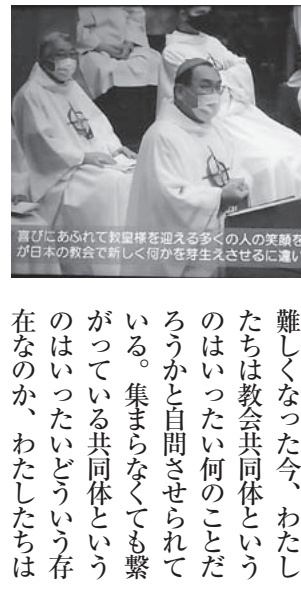 喜びにあふれて教皇様を迎える多くの人の笑顔を
が日本の教会で新しく何かを芽生えさせるに違い
難しくなった今、わたし
たちは教会共同体という
のはいったい何のことだ
ろうかと自問させられて
いる。集まらなくても繋
がっている共同体という
のはいったいどういう存
在なのか、わたしたちは